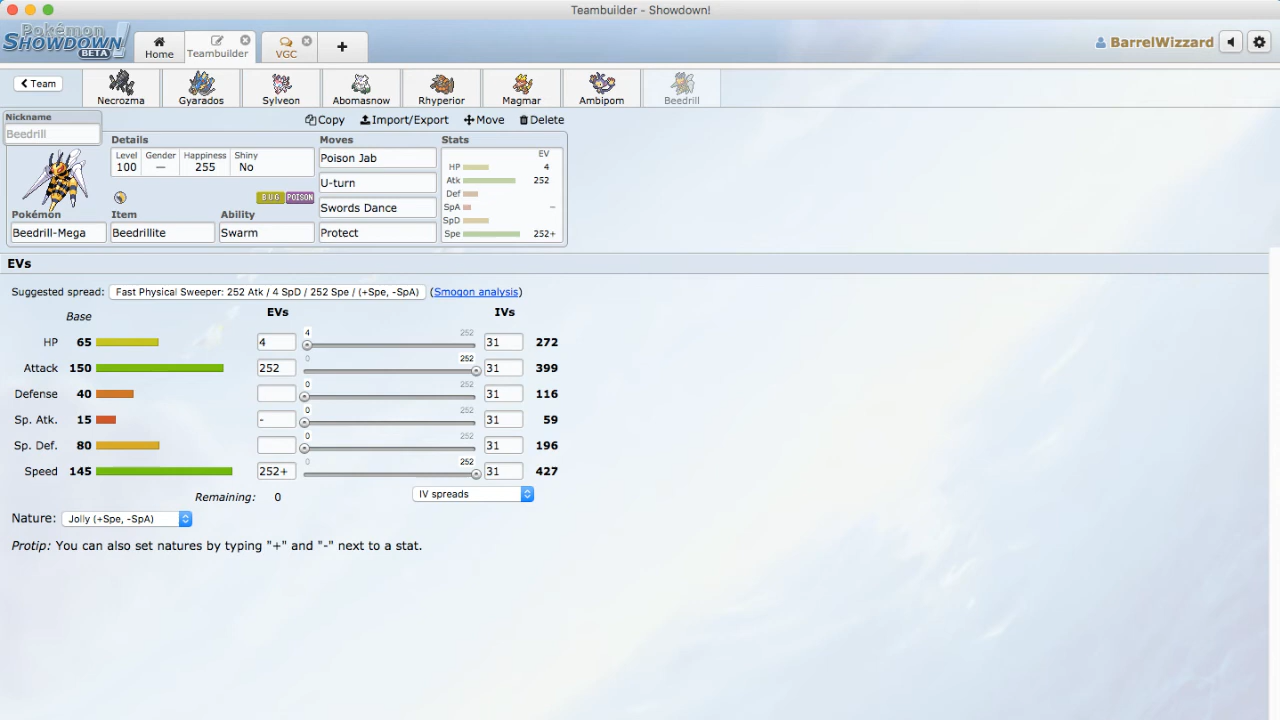 Teambuilder - Showdown!
Pokémon
SHOWDOWN!
BETA
Home
Teambuilder
VGC
BarrelWizzard
Team
Necrozma
Gyarados
Sylveon
Abomasnow
Rhyperior
Magmar
Ambipom
Beedrill
Nickname
Beedrill
Copy
Import/Export
Move
Delete
Details
Moves
Stats
Level Gender Happiness Shiny
100 — 255 No
BUG POISON
Pokémon
Beedrill-Mega
Item
Beedrillite
Ability
Swarm
Poison Jab
U-turn
Swords Dance
Protect
EV
HP 4
Atk 252
Def
SpA −
SpD
Spe 252+
EVs
Suggested spread: Fast Physical Sweeper: 252 Atk / 4 SpD / 252 Spe / (+Spe, -SpA) (Smogon analysis)
Base EVs IVs
HP 65 4 4 252 31 272
Attack 150 252 0 252 31 399
Defense 40 0 252 31 116
Sp. Atk. 15 - 0 252 31 59
Sp. Def. 80 0 252 31 196
Speed 145 252+ 0 252 31 427
Remaining: 0
IV spreads
Nature: Jolly (+Spe, -SpA)
Protip: You can also set natures by typing "+" and "-" next to a stat.